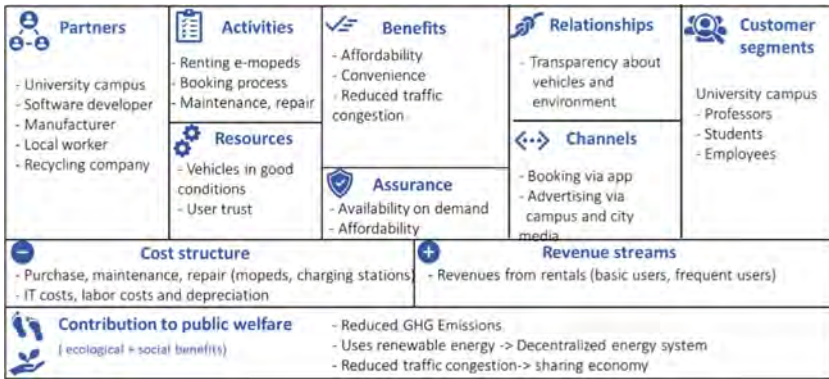 Partners
- University campus
- Software developer
- Manufacturer
- Local worker
- Recycling company
Activities
- Renting e-mopeds
- Booking process
- Maintenance, repair
Resources
- Vehicles in good
conditions
- User trust
Benefits
- Affordability
- Convenience
- Reduced traffic
congestion
Assurance
- Availability on demand
- Affordability
Relationships
- Transparency about
vehicles and
environment
Channels
- Booking via app
- Advertising via
campus and city
media
Customer
segments
University campus
- Professors
- Students
- Employees
Cost structure
- Purchase, maintenance, repair (mopeds, charging stations)
- IT costs, labor costs and depreciation
Revenue streams
- Revenues from rentals (basic users, frequent users)
Contribution to public welfare
( ecological + social benefits)
- Reduced GHG Emissions
- Uses renewable energy -> Decentralized energy system
- Reduced traffic congestion-> sharing economy